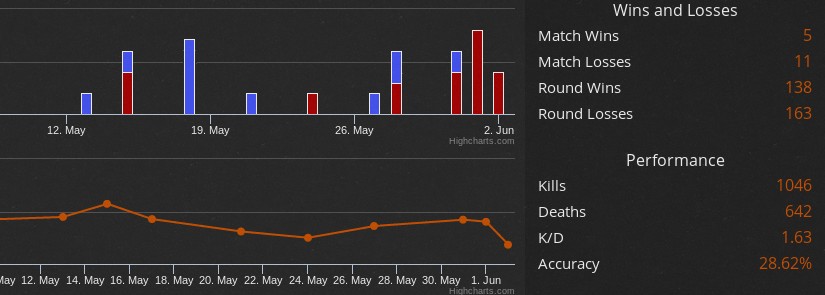 12. May 19. May 26. May 2. Jun
Highcharts.com
May 12. May 14. May 16. May 18. May 20. May 22. May 24. May 26. May 28. May 30. May 1. Jun
Highcharts.com
Wins and Losses
Match Wins 5
Match Losses 11
Round Wins 138
Round Losses 163
Performance
Kills 1046
Deaths 642
K/D 1.63
Accuracy 28.62%